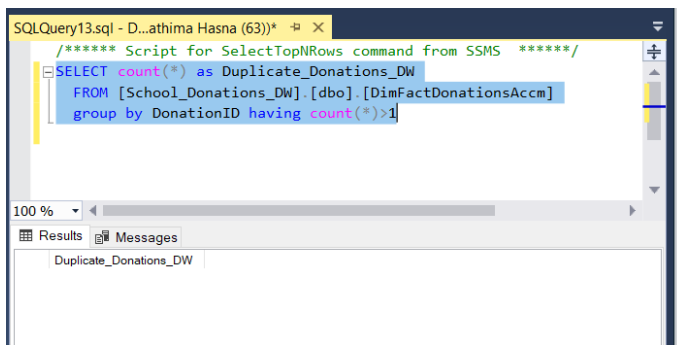 SQLQuery13.sql - D...athima Hasna (63))*
/****** Script for SelectTopNRows command from SSMS ******/
SELECT count(*) as Duplicate_Donations_DW
FROM [School_Donations_DW].[dbo].[DimFactDonationsAccm]
group by DonationID having count(*)>1
100 %
Results Messages
Duplicate_Donations_DW